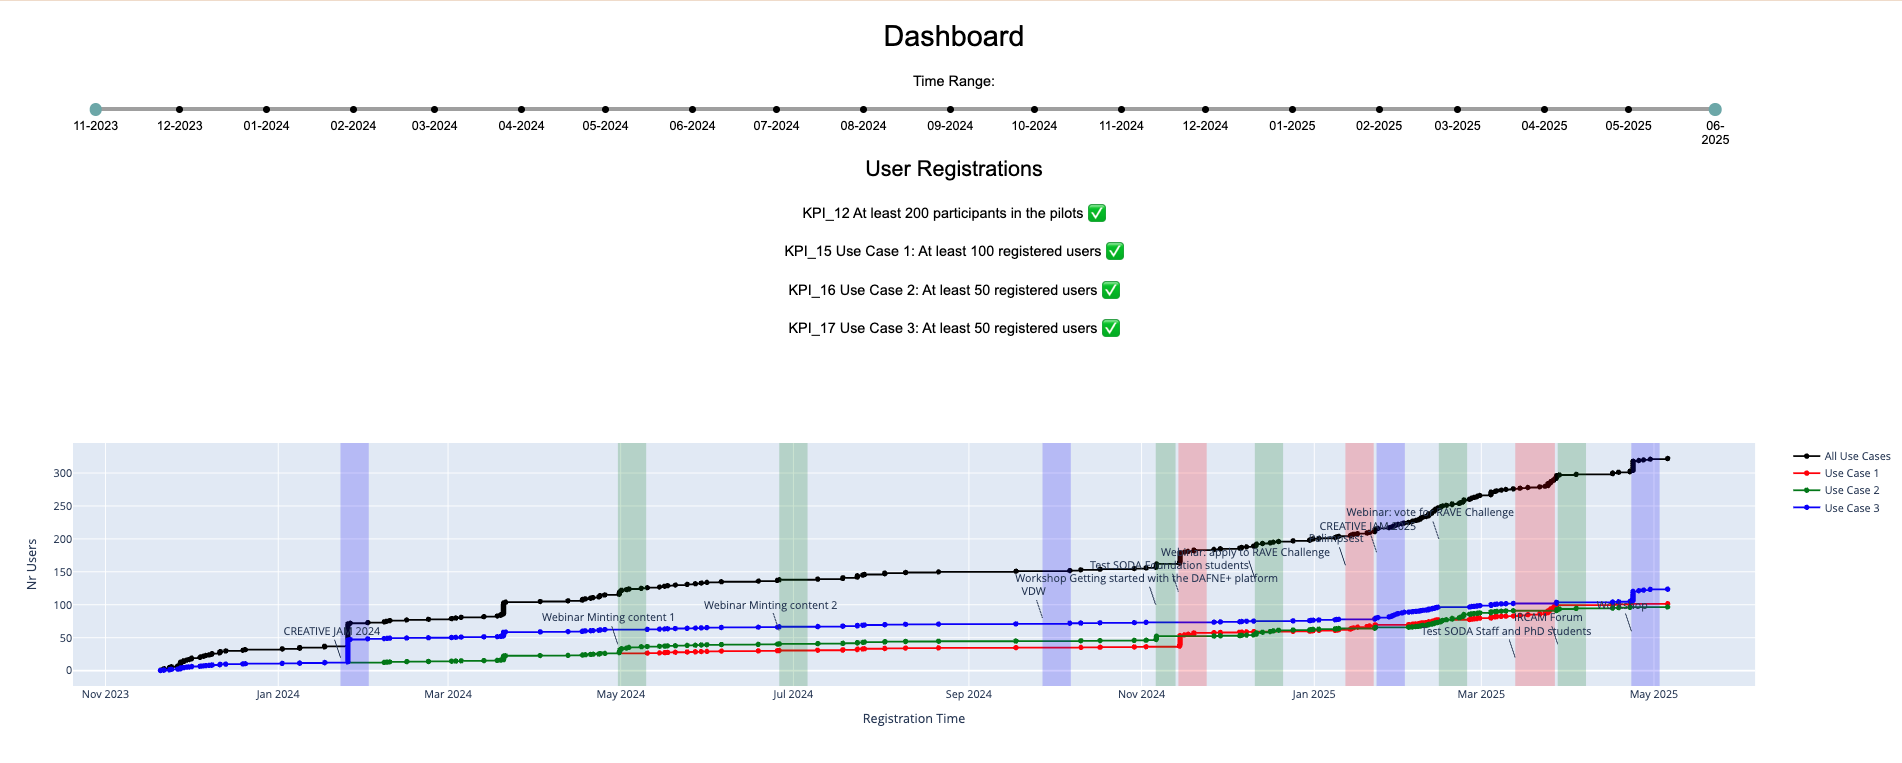 Dashboard
Time Range:
11-2023 12-2023 01-2024 02-2024 03-2024 04-2024 05-2024 06-2024 07-2024 08-2024 09-2024 10-2024 11-2024 12-2024 01-2025 02-2025 03-2025 04-2025 05-2025 06-
2025
User Registrations
KPI_12 At least 200 participants in the pilots ✅
KPI_15 Use Case 1: At least 100 registered users ✅
KPI_16 Use Case 2: At least 50 registered users ✅
KPI_17 Use Case 3: At least 50 registered users ✅
All Use Cases
Use Case 1
Use Case 2
Use Case 3
300
250
200
150
100
50
0
Nr Users
Webinar: vote for RAVE Challenge
CREATIVE JAM 2025
Palimpsest
Webinar: apply to RAVE Challenge
Test SODA Foundation students
Workshop Getting started with the DAFNE+ platform
VDW
Webinar Minting content 2
Webinar Minting content 1
CREATIVE JAM 2024
Workshop
IRCAM Forum
Test SODA Staff and PhD students
Nov 2023 Jan 2024 Mar 2024 May 2024 Jul 2024 Sep 2024 Nov 2024 Jan 2025 Mar 2025 May 2025
Registration Time